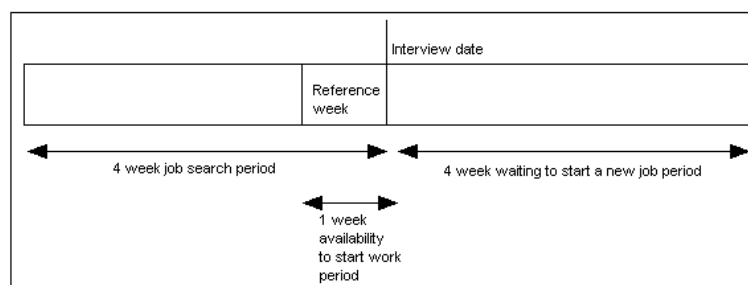 Interview date
Reference
week
4 week job search period
4 week waiting to start a new job period
1 week
availability
to start work
period